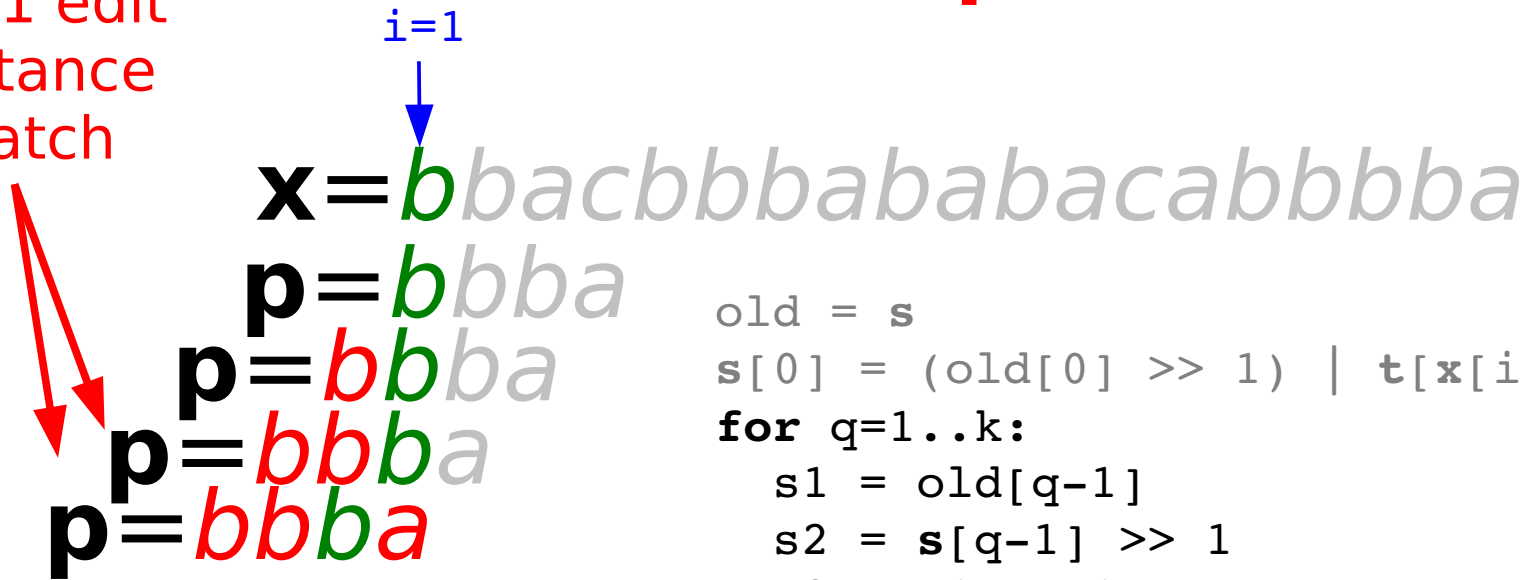 1 edit
tance
atch
i=1
x=bbacbbbababacabbbba
p=bbba
p=bbba
p=bbba
p=bbba
old = s
s[0] = (old[0] >> 1) | t[x[i
for q=1..k:
s1 = old[q-1]
s2 = s[q-1] >> 1